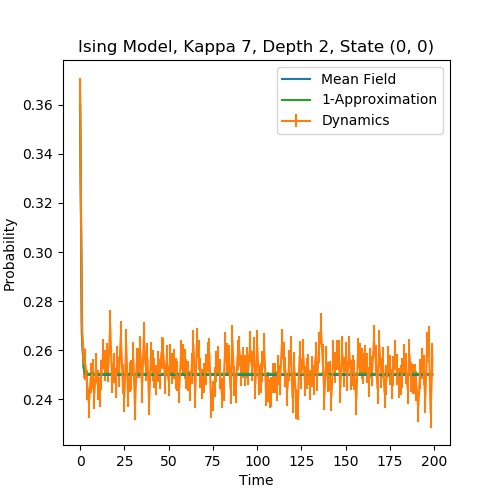 Ising Model, Kappa 7, Depth 2, State (0, 0)
Mean Field
1-Approximation
Dynamics
Probability
0.36
0.34
0.32
0.30
0.28
0.26
0.24
0 25 50 75 100 125 150 175 200
Time